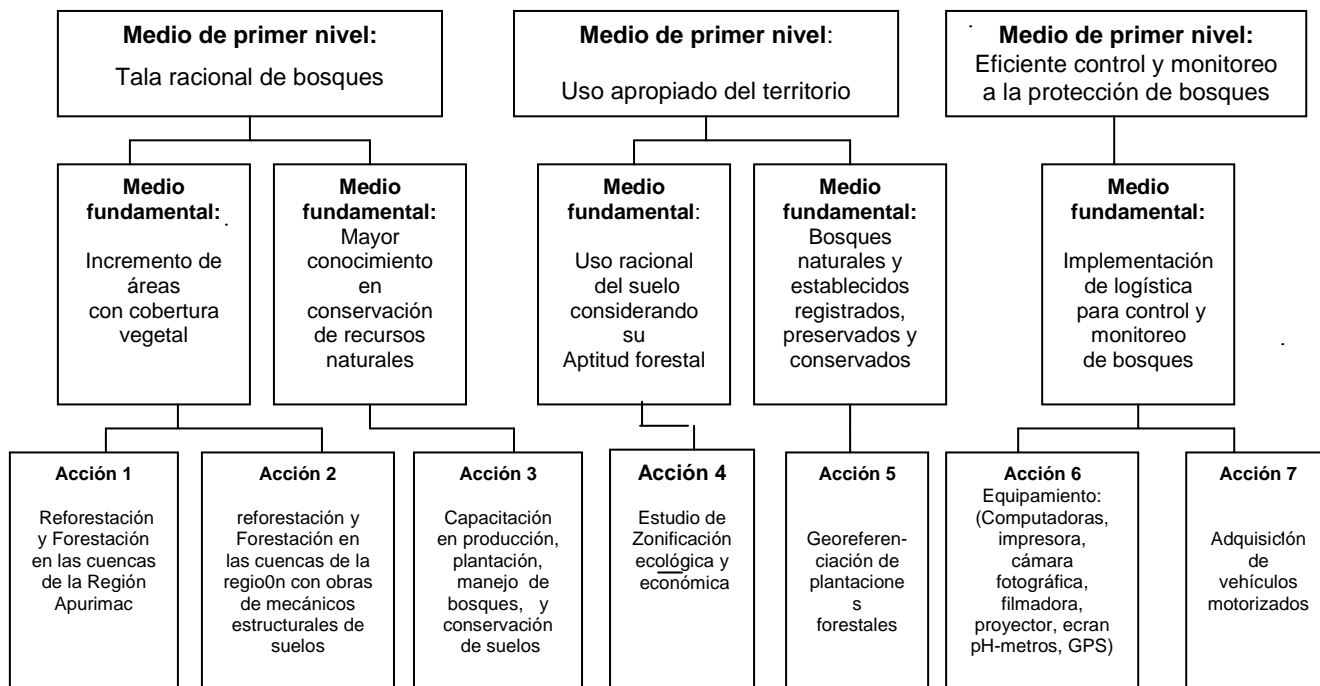 Medio de primer nivel:
Tala racional de bosques
Medio de primer nivel:
Uso apropiado del territorio
Medio de primer nivel:
Eficiente control y monitoreo
a la protección de bosques
Medio
fundamental:
Incremento de
áreas
con cobertura
vegetal
Medio
fundamental:
Mayor
conocimiento
en
conservación
de recursos
naturales
Medio
fundamental:
Uso racional
del suelo
considerando
su
Aptitud forestal
Medio
fundamental:
Bosques
naturales y
establecidos
registrados,
preservados y
conservados
Medio
fundamental:
Implementación
de logística
para control y
monitoreo
de bosques
Acción 1
Reforestación
y Forestación
en las cuencas
de la Región
Apurimac
Acción 2
reforestación y
Forestación en
las cuencas de la
regio0n con obras
de mecánicos
estructurales de
suelos
Acción 3
Capacitación
en producción,
plantación,
manejo de
bosques, y
conservación
de suelos
Acción 4
Estudio de
Zonificación
ecológica y
económica
Acción 5
Georeferen-
ciación de
plantacione
s
forestales
Acción 6
Equipamiento:
(Computadoras,
impresora,
cámara
fotográfica,
filmadora,
proyector, ecran
pH-metros, GPS)
Acción 7
Adquisición
de
vehículos
motorizados